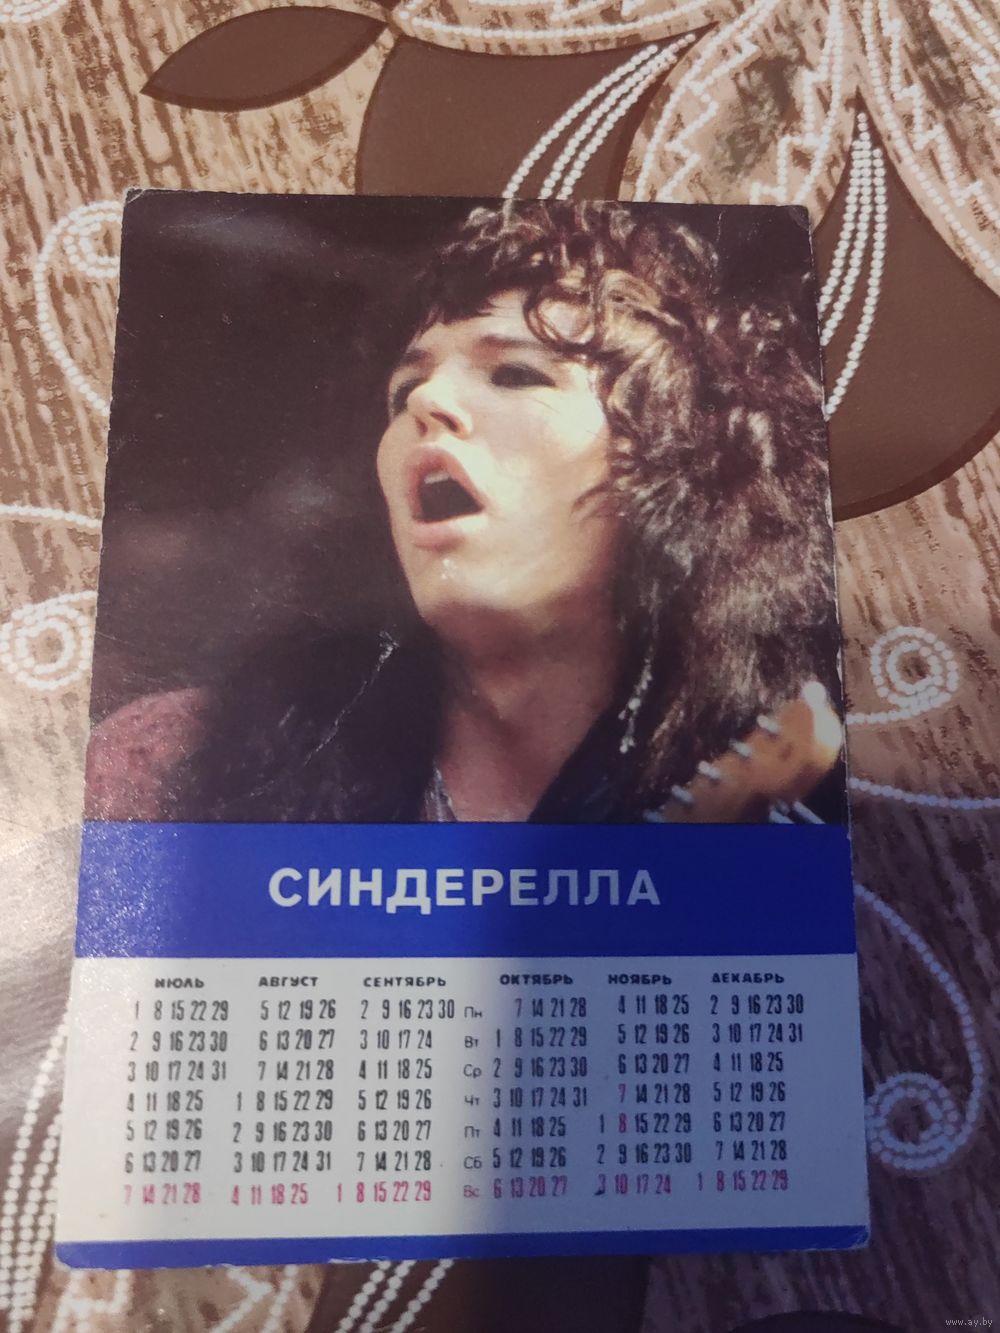 СИНДЕРЕЛЛА
ИЮЛЬ АВГУСТ СЕНТЯБРЬ ОКТЯБРЬ НОЯБРЬ ДЕКАБРЬ
1 8 15 22 29 5 12 19 26 2 9 16 23 30 Пн 7 14 21 28 4 11 18 25 2 9 16 23 30
2 9 16 23 30 6 13 20 27 3 10 17 24 Вт 1 8 15 22 29 5 12 19 26 3 10 17 24 31
3 10 17 24 31 7 14 21 28 4 11 18 25 Ср 2 9 16 23 30 6 13 20 27 4 11 18 25
4 11 18 25 1 8 15 22 29 5 12 19 26 Чт 3 10 17 24 31 7 14 21 28 5 12 19 26
5 12 19 26 2 9 16 23 30 6 13 20 27 Пт 4 11 18 25 1 8 15 22 29 6 13 20 27
6 13 20 27 3 10 17 24 31 7 14 21 28 Сб 5 12 19 26 2 9 16 23 30 7 14 21 28
7 14 21 28 4 11 18 25 1 8 15 22 29 Вс 6 13 20 27 3 10 17 24 1 8 15 22 29
www.ay.by